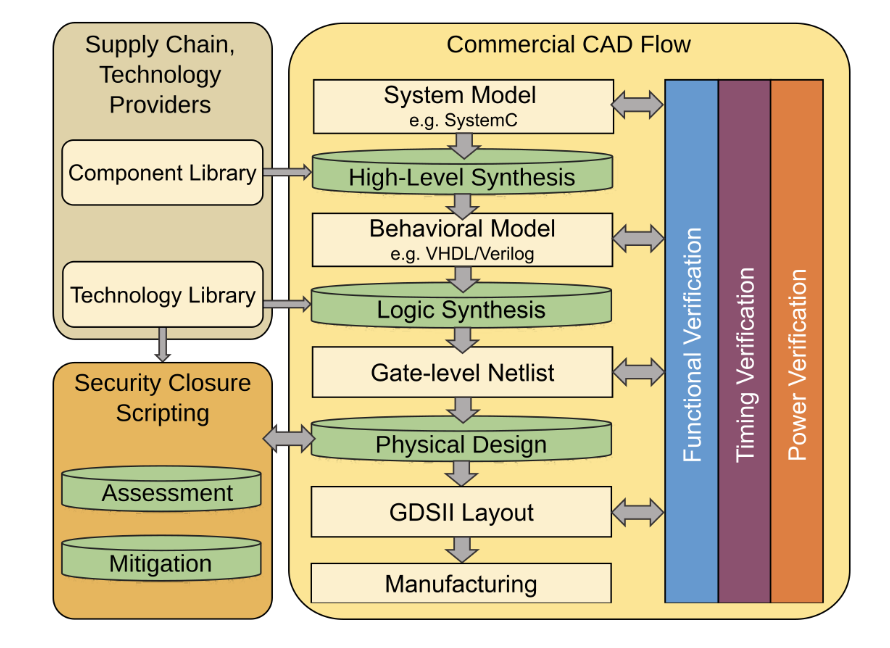 Supply Chain,
Technology
Providers
Component Library
Technology Library
Security Closure
Scripting
Assessment
Mitigation
Commercial CAD Flow
System Model
e.g. SystemC
High-Level Synthesis
Behavioral Model
e.g. VHDL/Verilog
Logic Synthesis
Gate-level Netlist
Physical Design
GDSII Layout
Manufacturing
Functional Verification
Timing Verification
Power Verification